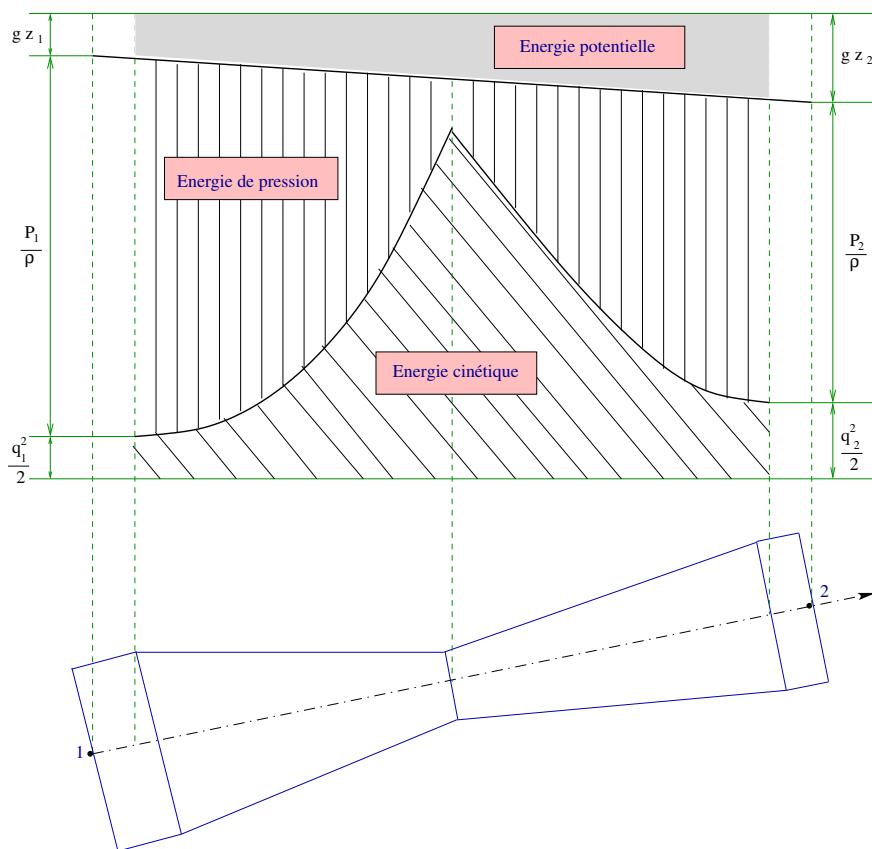 g z 1
Energie potentielle
g z 2
Energie de pression
P1
ρ
P2
ρ
Energie cinétique
q1²
2
q2²
2
2
1